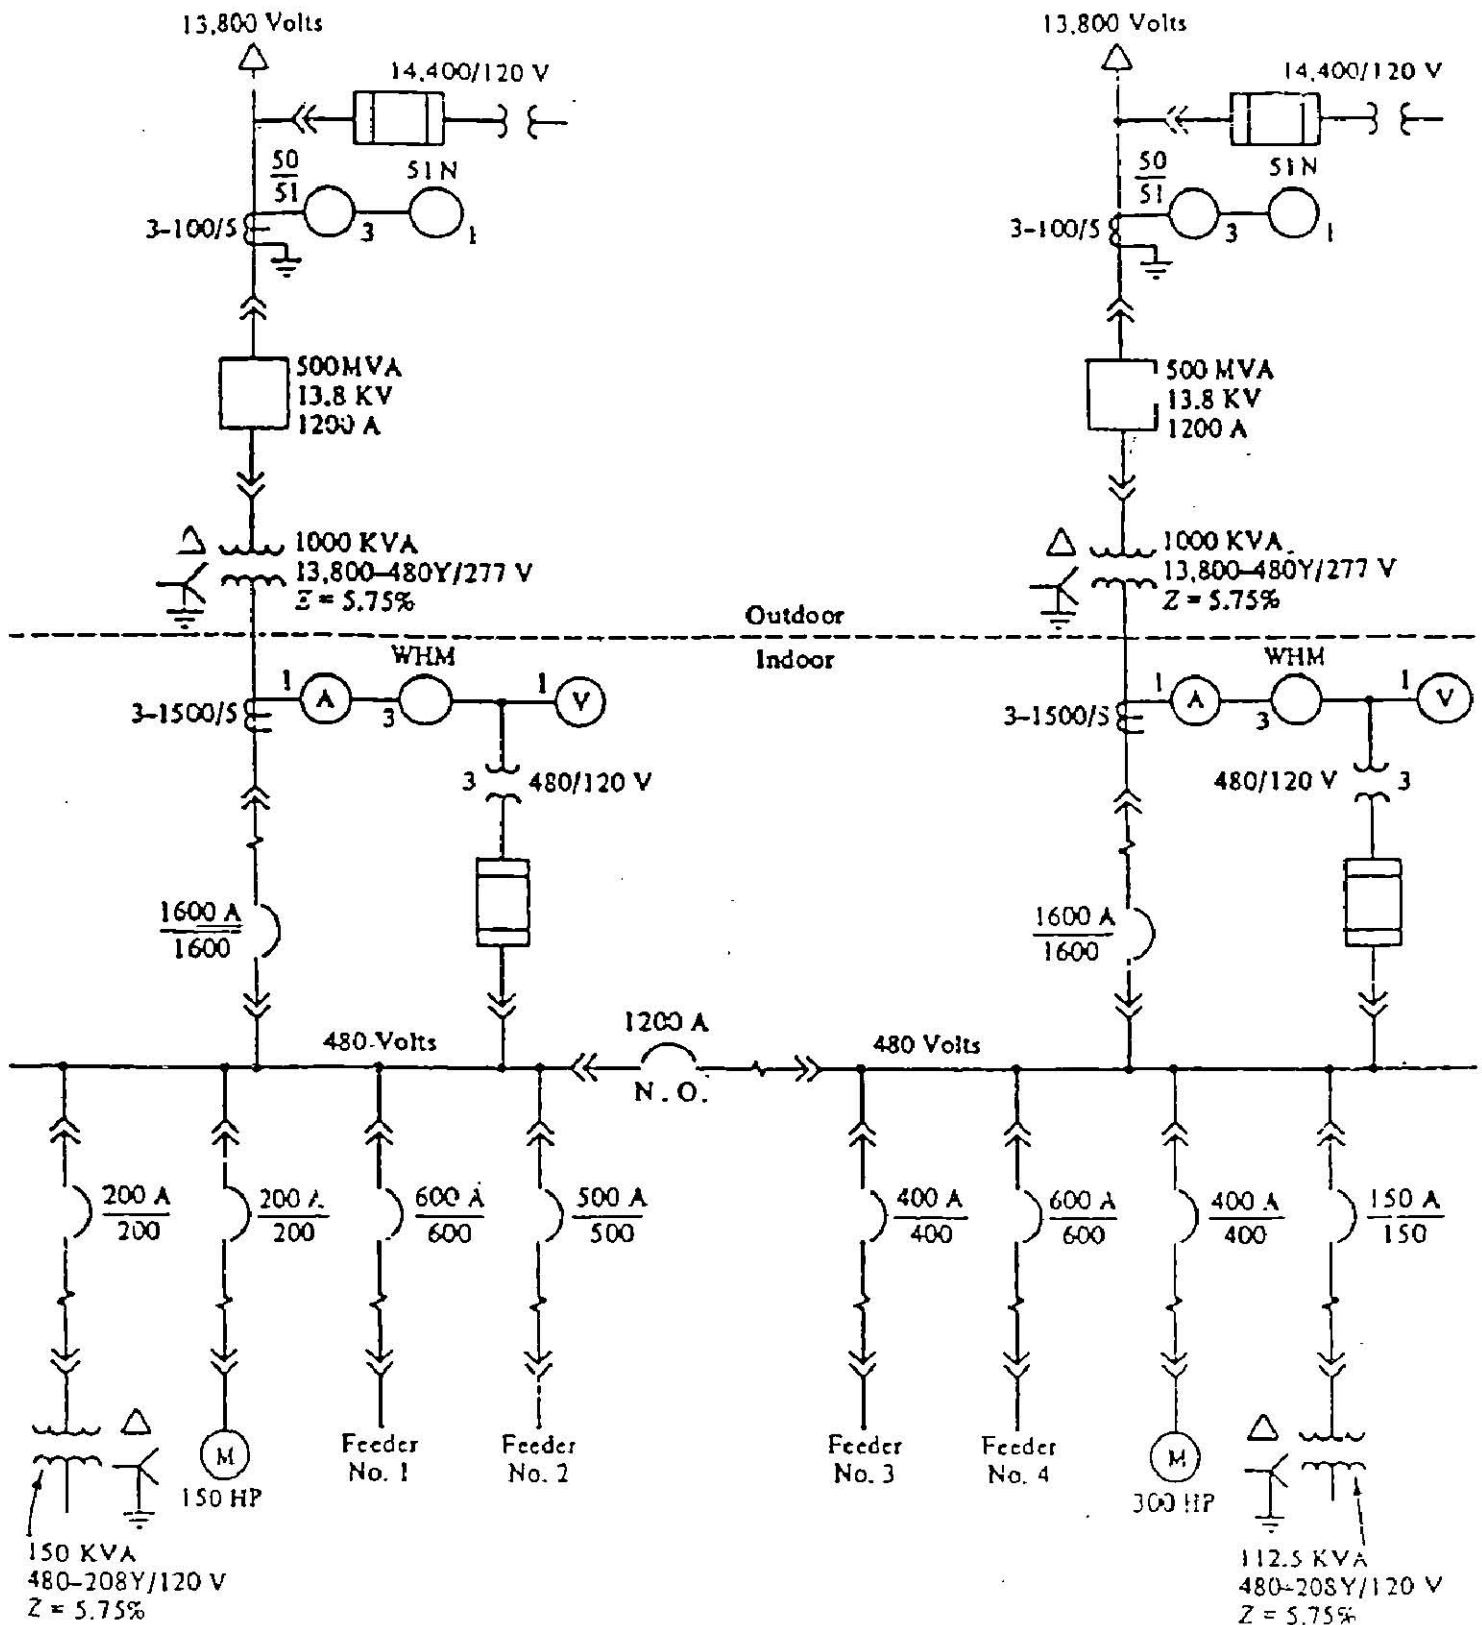 13,800 Volts
14,400/120 V
50
51
51N
3-100/5
3
1
500MVA
13.8 KV
1200 A
1000 KVA
13,800-480Y/277 V
Z = 5.75%
13,800 Volts
14,400/120 V
50
51
51N
3-100/5
3
1
500 MVA
13.8 KV
1200 A
1000 KVA
13,800-480Y/277 V
Z = 5.75%
Outdoor
Indoor
WHM
1
A
3
1
V
3-1500/5
3
480/120 V
1600 A
1600
WHM
1
A
3
1
V
3-1500/5
480/120 V
3
1600 A
1600
480 Volts
1200 A
N.O.
480 Volts
200 A
200
200 A
200
600 A
600
500 A
500
400 A
400
600 A
600
400 A
400
150 A
150
M
150 HP
Feeder
No. 1
Feeder
No. 2
Feeder
No. 3
Feeder
No. 4
M
300 HP
150 KVA
480-208Y/120 V
Z = 5.75%
112.5 KVA
480-208Y/120 V
Z = 5.75%